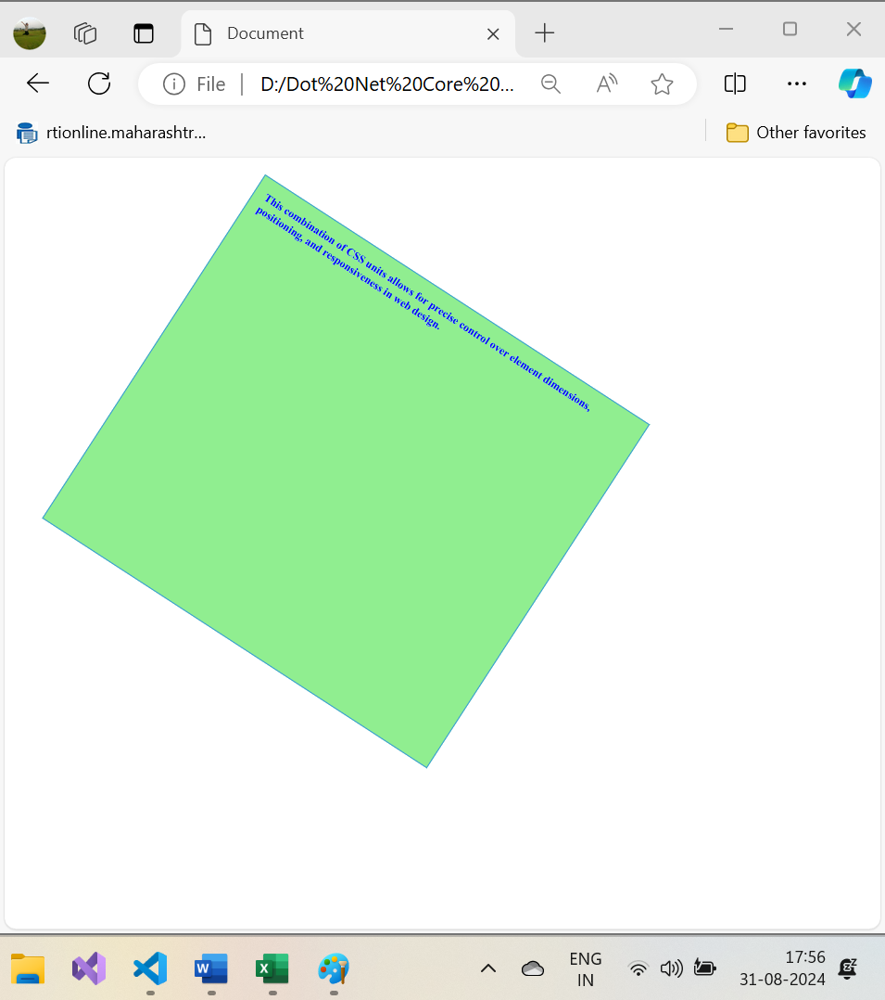 Document
File
D:/Dot%20Net%20Core%20...
A
rtionline.maharashtr...
Other favorites
This combination of CSS units allows for precise control over element dimensions,
positioning, and responsiveness in web design.
W
X
ENG
IN
17:56
31-08-2024